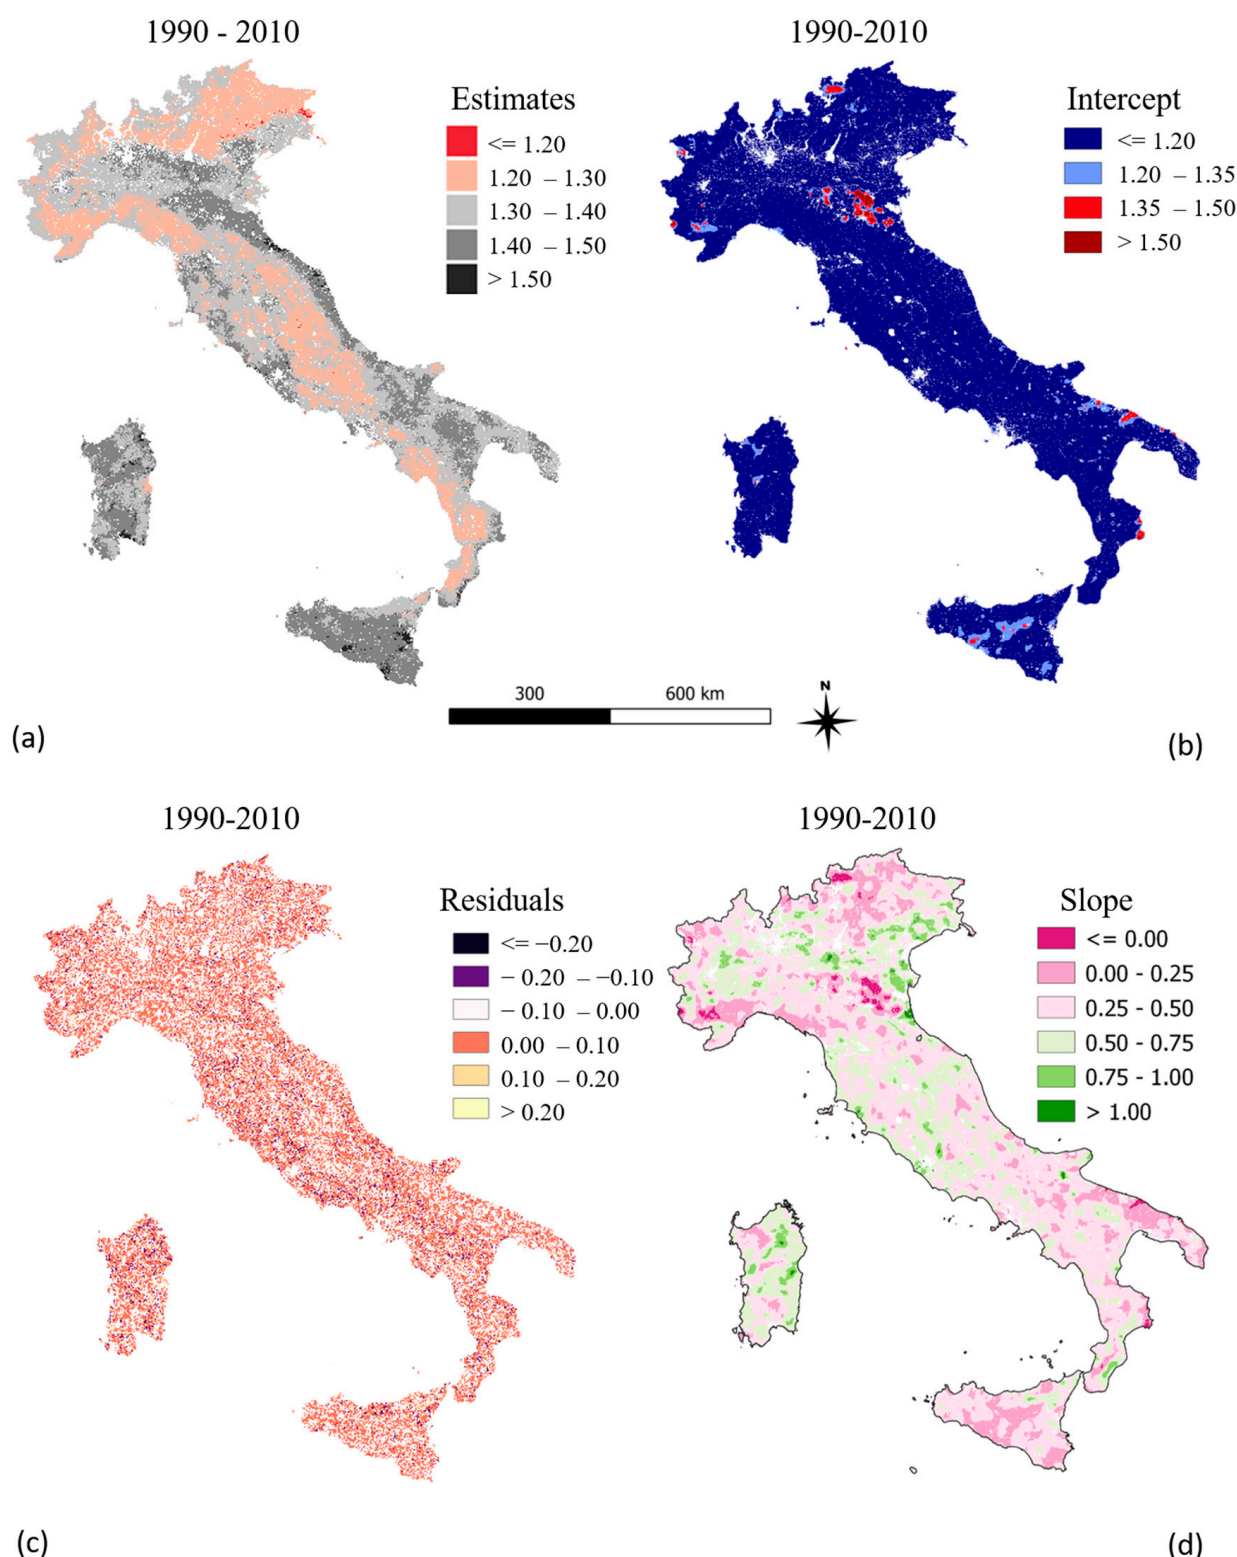 1990 - 2010
Estimates
<= 1.20
1.20 – 1.30
1.30 – 1.40
1.40 – 1.50
> 1.50
(a)
1990-2010
Intercept
<= 1.20
1.20 – 1.35
1.35 – 1.50
> 1.50
300 600 km
N
(b)
1990-2010
Residuals
<= −0.20
− 0.20 – −0.10
− 0.10 – 0.00
0.00 – 0.10
0.10 – 0.20
> 0.20
(c)
1990-2010
Slope
<= 0.00
0.00 - 0.25
0.25 - 0.50
0.50 - 0.75
0.75 - 1.00
> 1.00
(d)